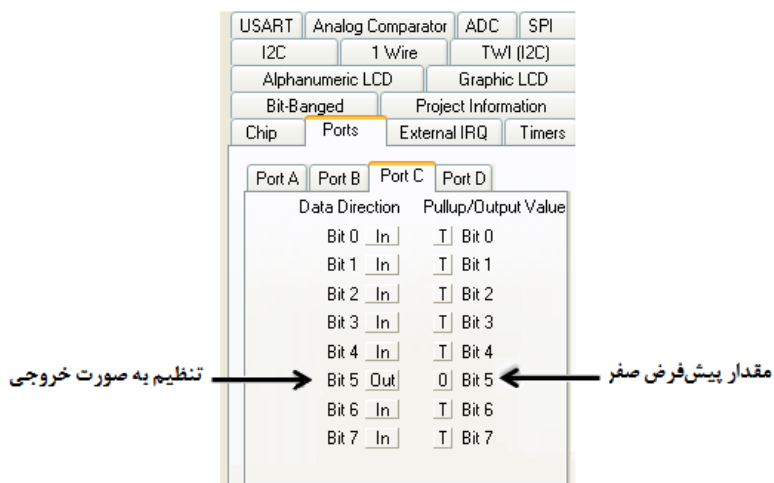 USART Analog Comparator ADC SPI
I2C 1 Wire TWI (I2C)
Alphanumeric LCD Graphic LCD
Bit-Banged Project Information
Chip Ports External IRQ Timers
Port A Port B Port C Port D
Data Direction Pullup/Output Value
Bit 0 In T Bit 0
Bit 1 In T Bit 1
Bit 2 In T Bit 2
Bit 3 In T Bit 3
Bit 4 In T Bit 4
تنظیم به صورت خروجی Bit 5 Out 0 Bit 5 مقدار پیش‌فرض صفر
Bit 6 In T Bit 6
Bit 7 In T Bit 7